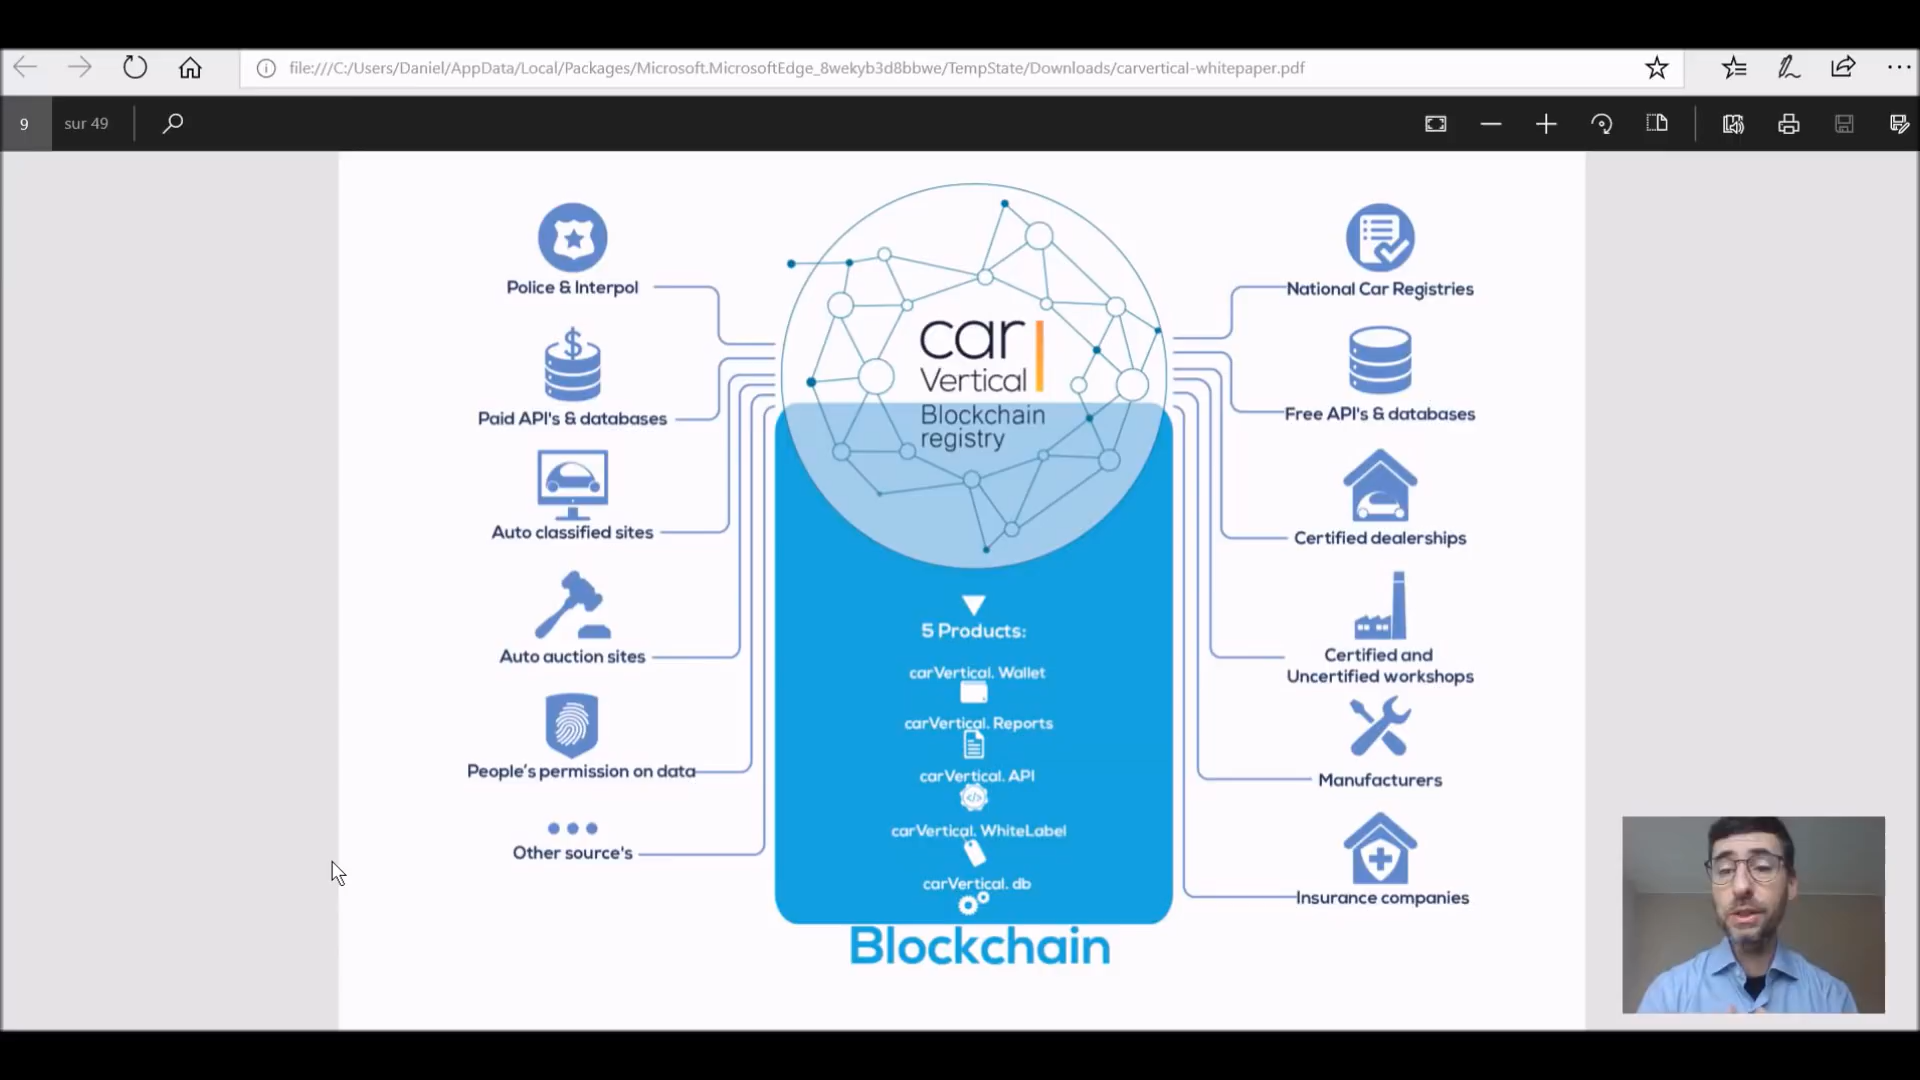 file:///C:/Users/Daniel/AppData/Local/Packages/Microsoft.MicrosoftEdge_8wekyb3d8bbwe/TempState/Downloads/carvertical-whitepaper.pdf
9 sur 49
Police & Interpol
Paid API's & databases
Auto classified sites
Auto auction sites
People's permission on data
Other source's
car
Vertical
Blockchain
registry
5 Products:
carVertical. Wallet
carVertical. Reports
carVertical. API
carVertical. WhiteLabel
carVertical. db
Blockchain
National Car Registries
Free API's & databases
Certified dealerships
Certified and
Uncertified workshops
Manufacturers
Insurance companies